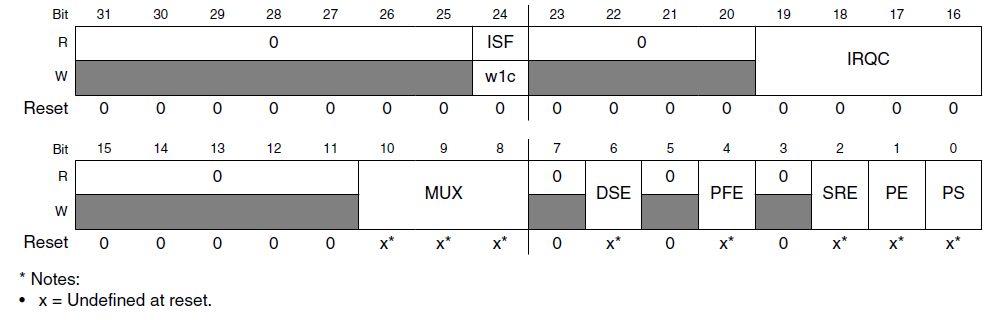 Bit 31 30 29 28 27 26 25 24 23 22 21 20 19 18 17 16
R 0 ISF 0 IRQC
W w1c
Reset 0 0 0 0 0 0 0 0 0 0 0 0 0 0 0 0
Bit 15 14 13 12 11 10 9 8 7 6 5 4 3 2 1 0
R 0 MUX 0 DSE 0 PFE 0 SRE PE PS
W
Reset 0 0 0 0 0 x* x* x* 0 x* 0 x* 0 x* x* x*
* Notes:
• x = Undefined at reset.